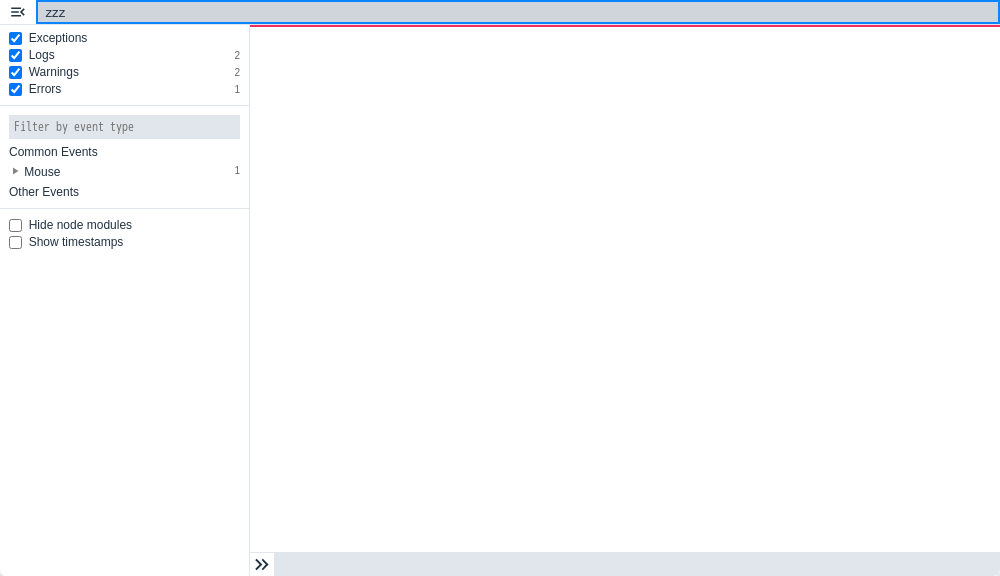 zzz
Exceptions
Logs 2
Warnings 2
Errors 1
Filter by event type
Common Events
Mouse 1
Other Events
Hide node modules
Show timestamps